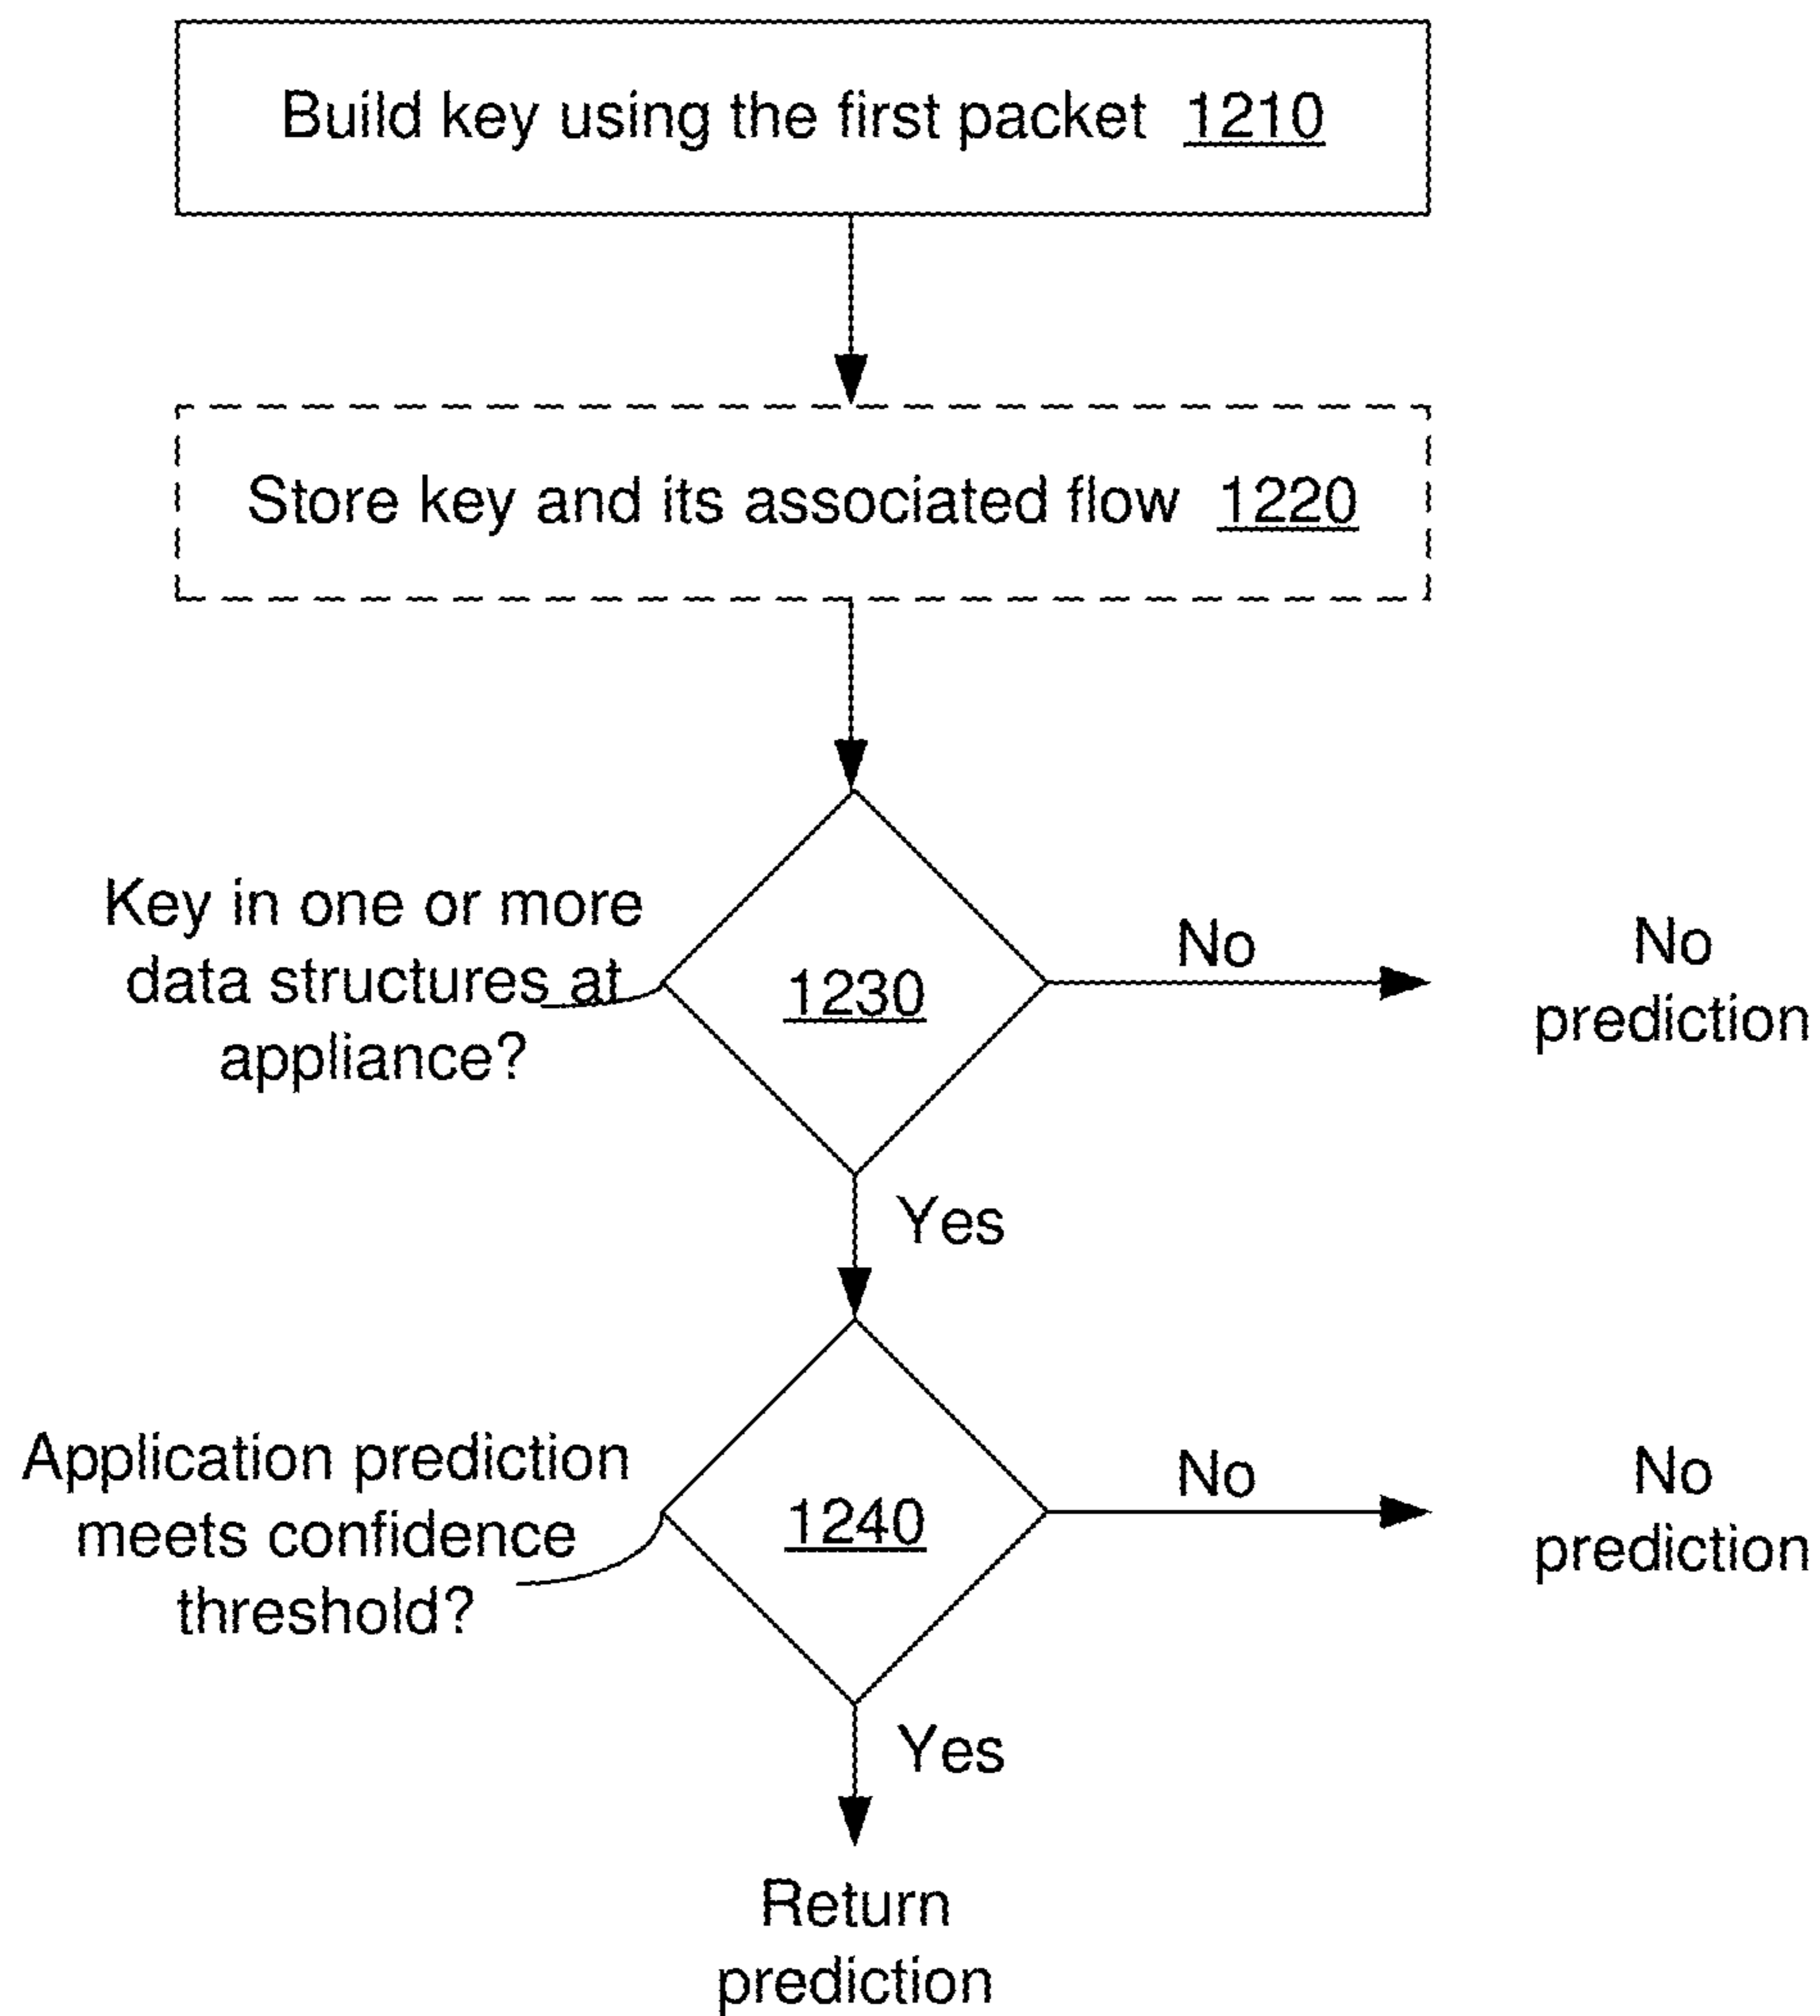 Build key using the first packet 1210
Store key and its associated flow 1220
Key in one or more
data structures at
appliance?
1230
No
No
prediction
Yes
Application prediction
meets confidence
threshold?
1240
No
No
prediction
Yes
Return
prediction